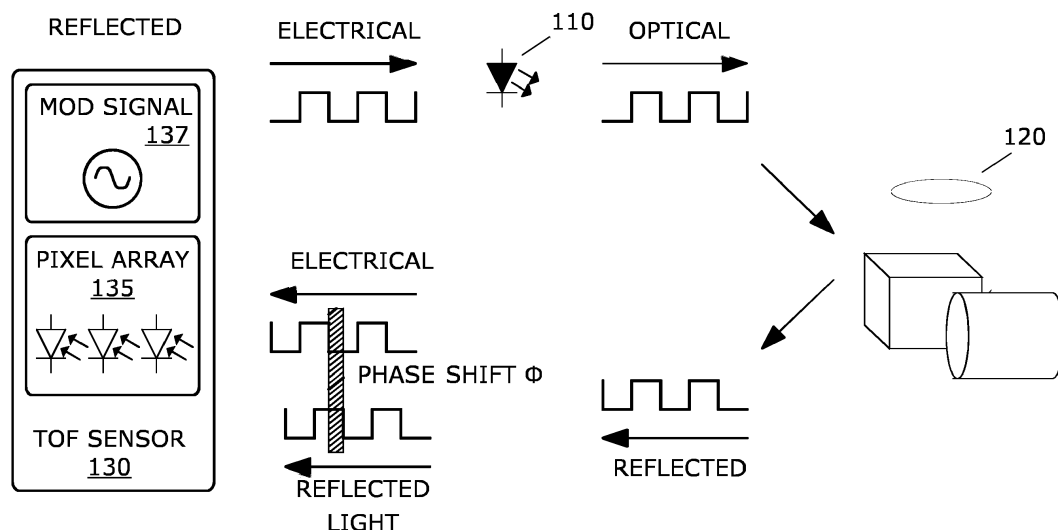 REFLECTED
ELECTRICAL
110
OPTICAL
MOD SIGNAL
137
120
PIXEL ARRAY
135
ELECTRICAL
PHASE SHIFT Φ
TOF SENSOR
130
REFLECTED
LIGHT
REFLECTED